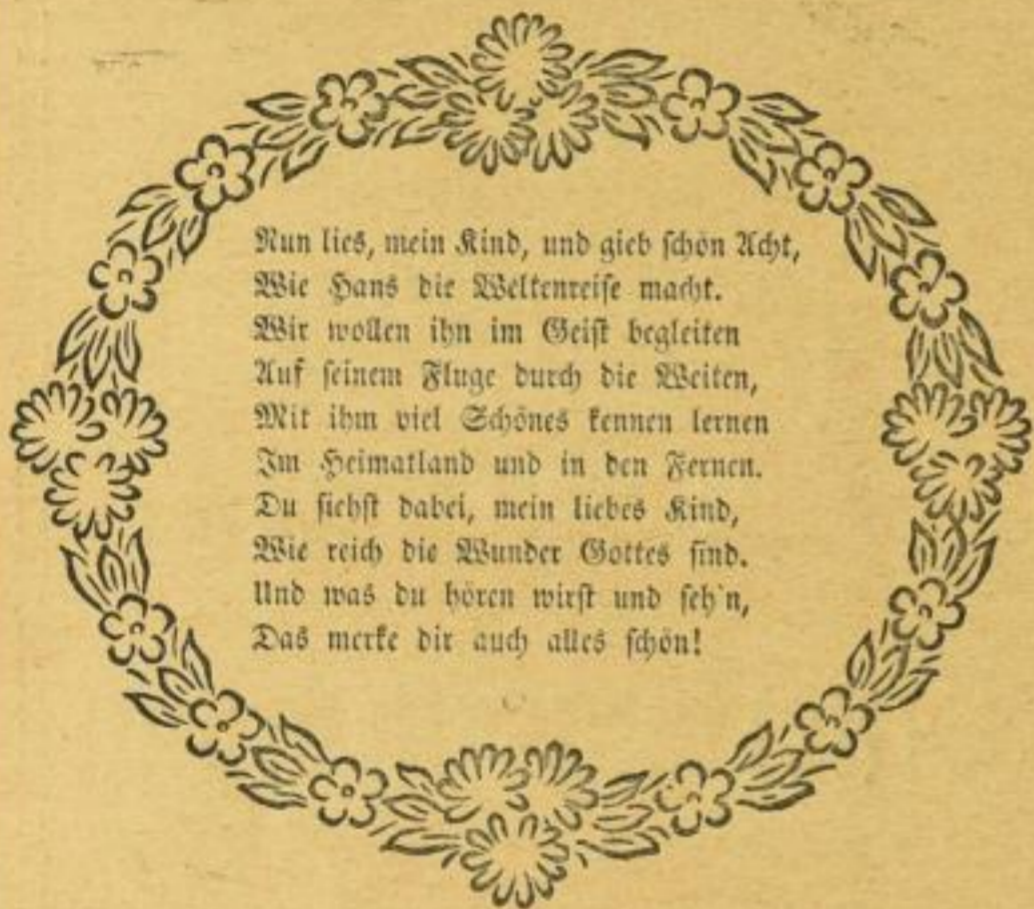 Nun lies, mein Kind, und gieb schön Acht,
Wie Hans die Weltenreise macht.
Wir wollen ihn im Geist begleiten
Auf seinem Fluge durch die Weiten,
Mit ihm viel Schönes kennen lernen
Im Heimatland und in den Fernen.
Du siehst dabei, mein liebes Kind,
Wie reich die Wunder Gottes sind.
Und was du hören wirst und seh'n,
Das merke dir auch alles schön!